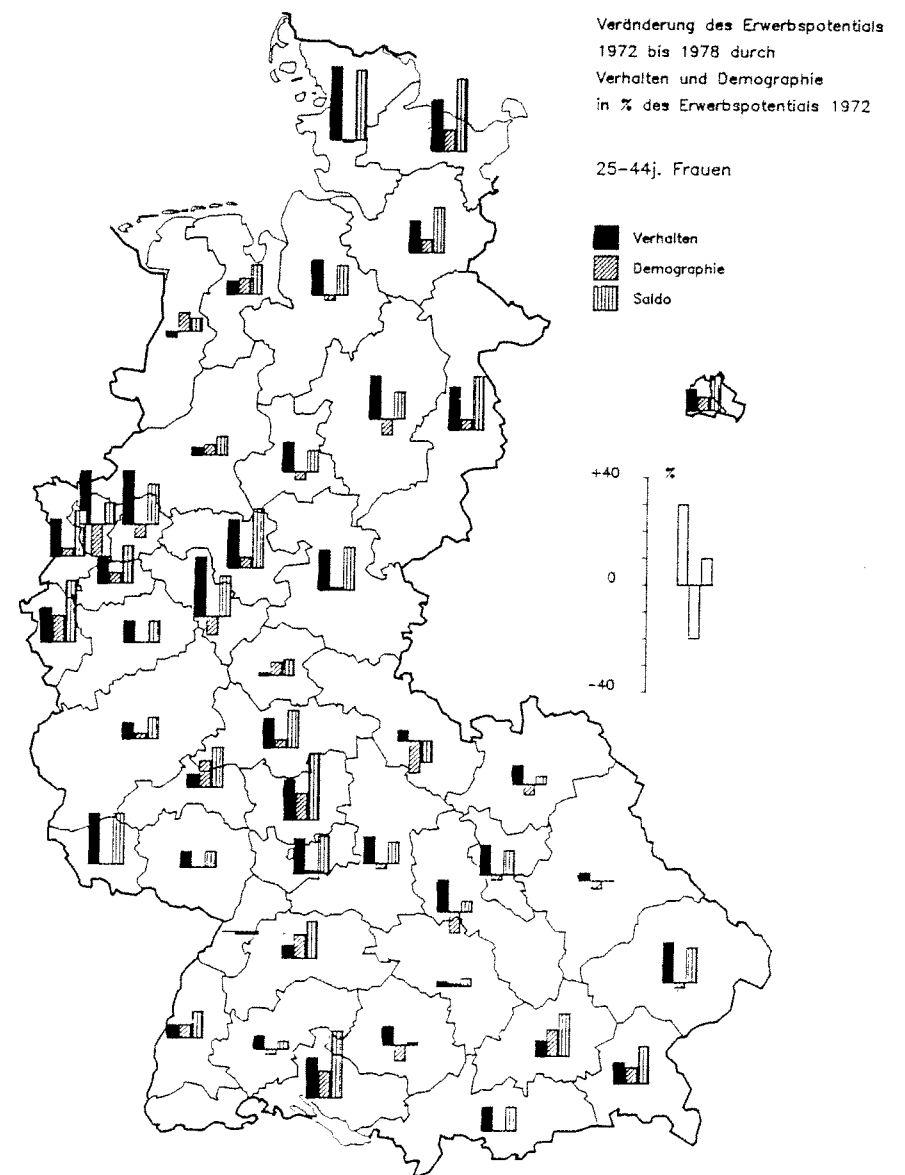 Veränderung des Erwerbspotentials
1972 bis 1978 durch
Verhalten und Demographie
in % des Erwerbspotentials 1972
25-44j. Frauen
Verhalten
Demographie
Saldo
+40 %
0
-40